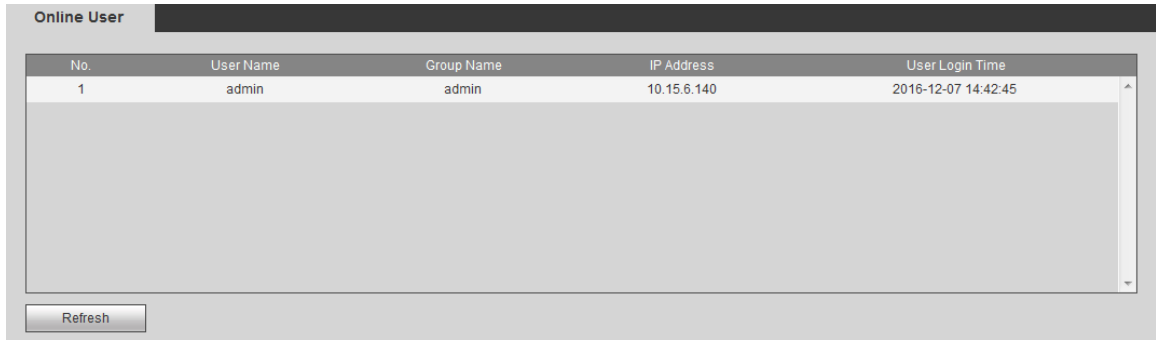 Online User
No. User Name Group Name IP Address User Login Time
1 admin admin 10.15.6.140 2016-12-07 14:42:45
Refresh